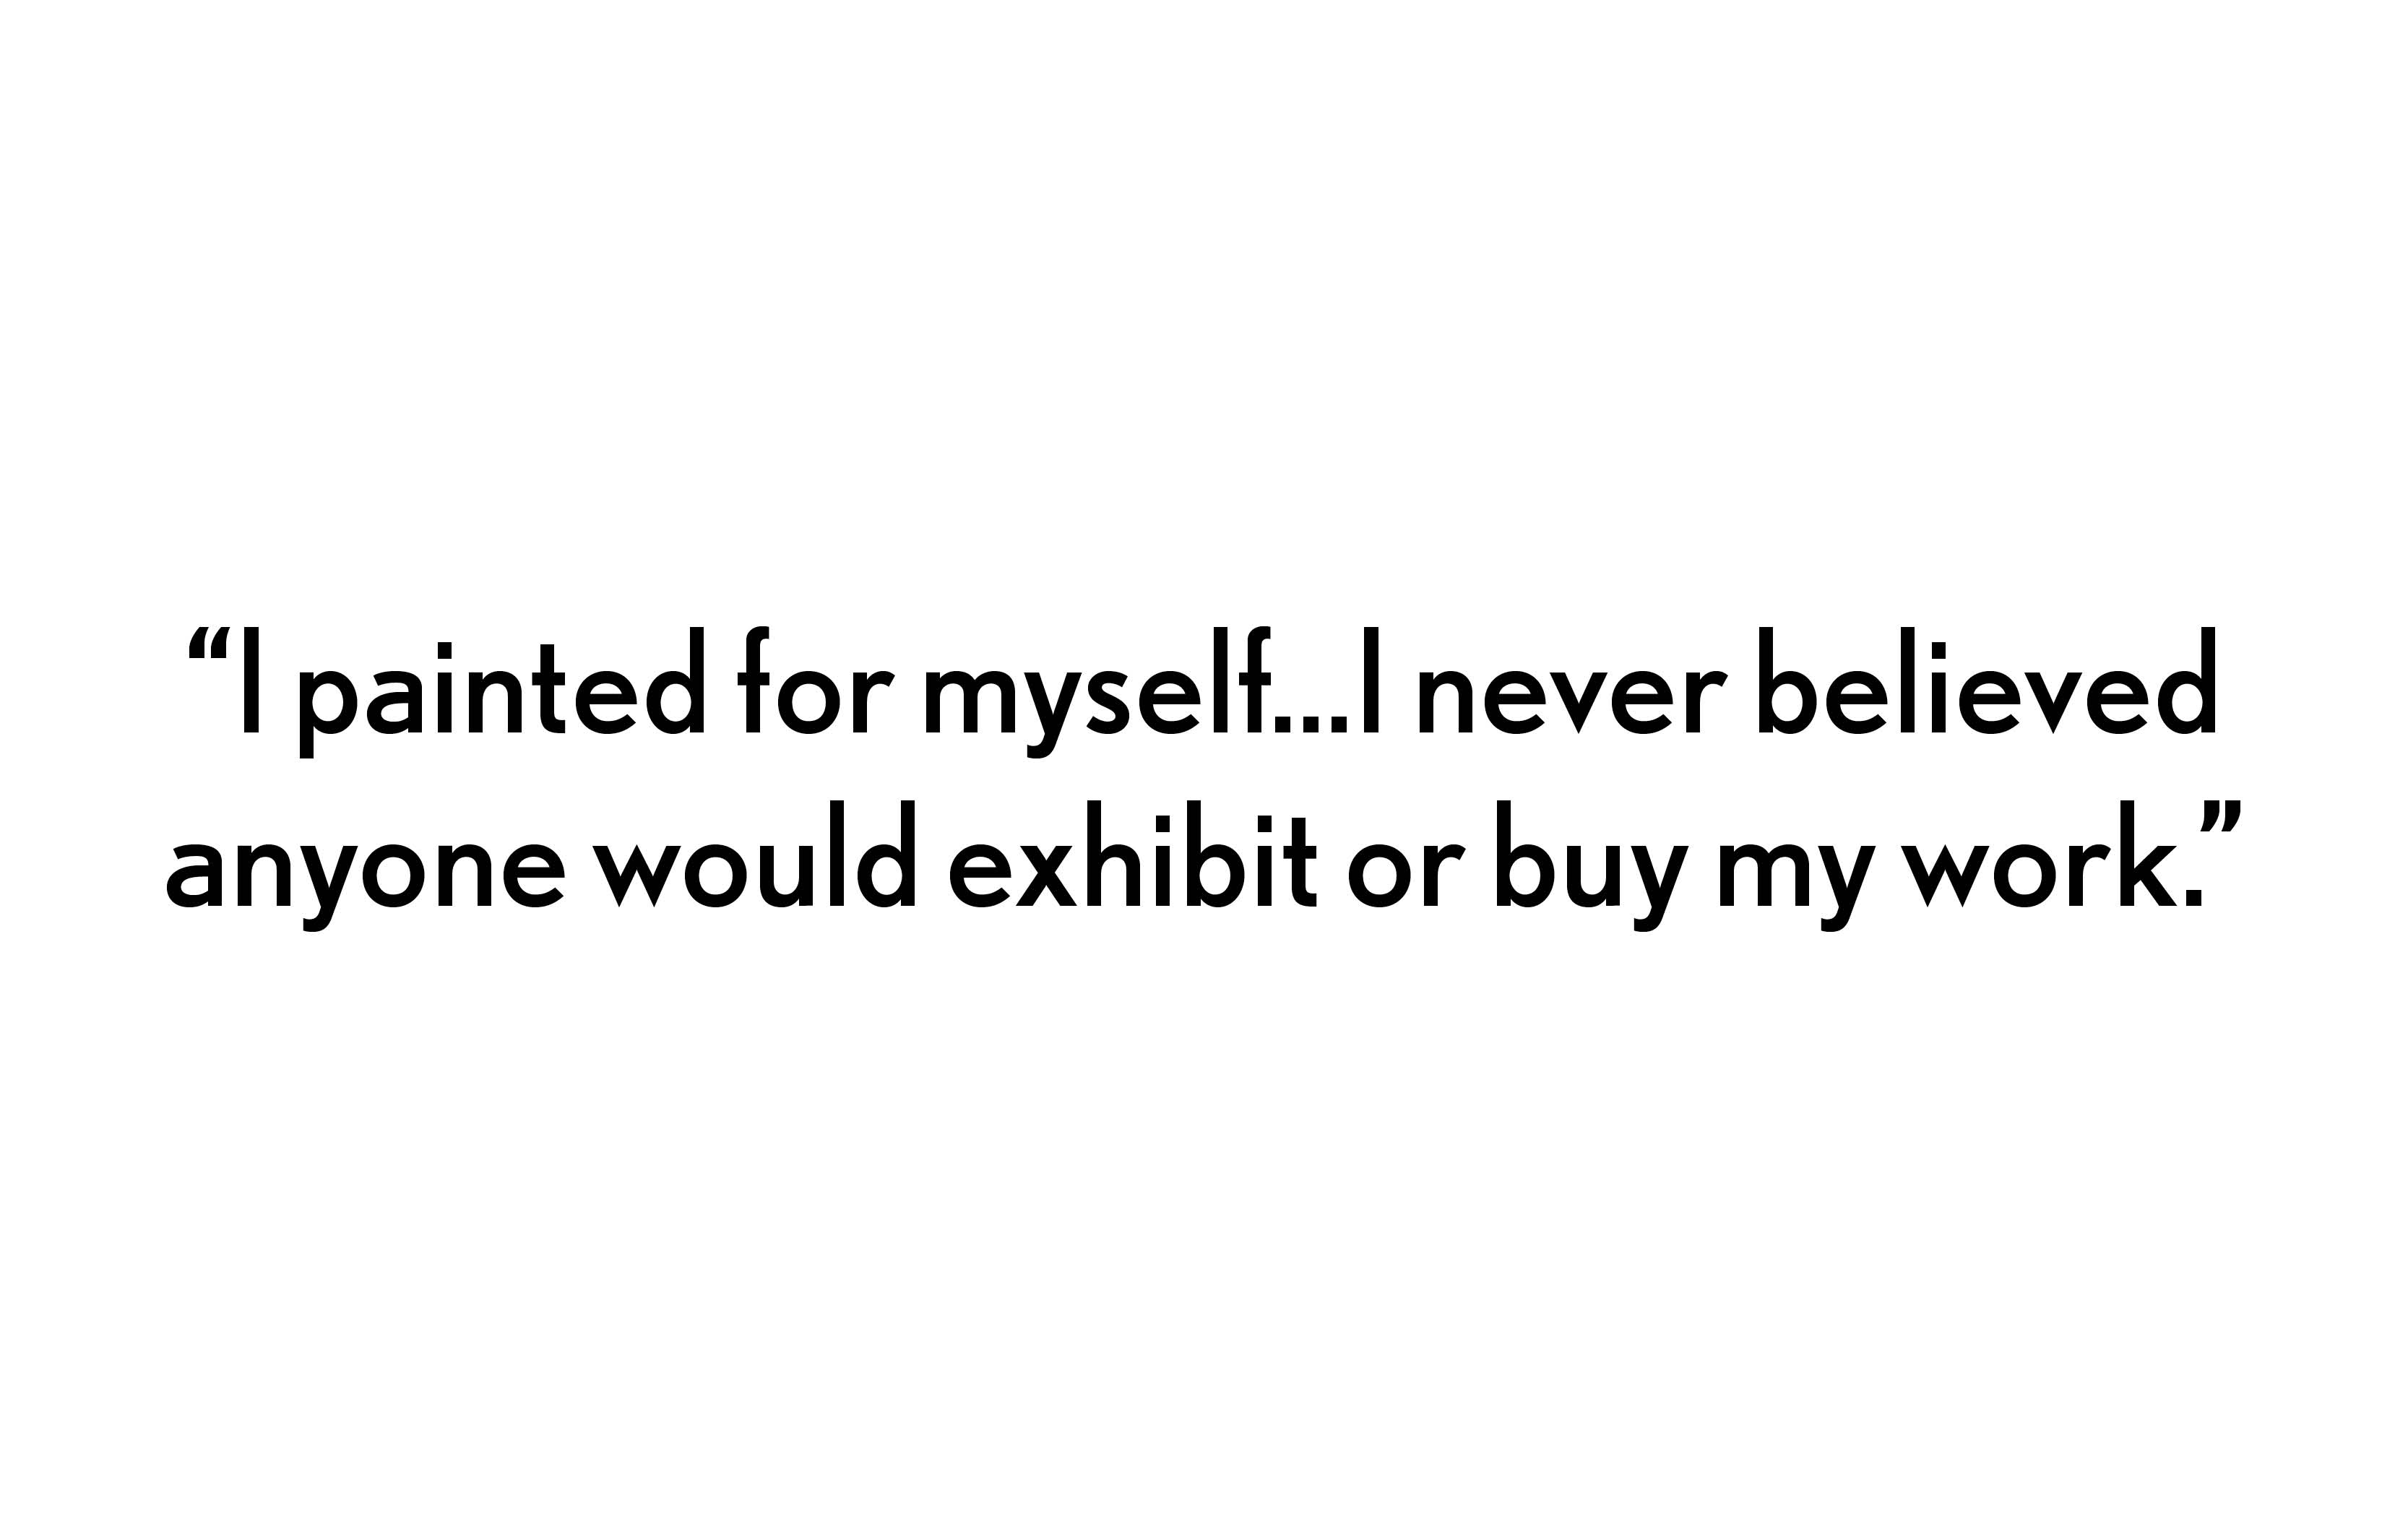 “I painted for myself...I never believed
anyone would exhibit or buy my work.”